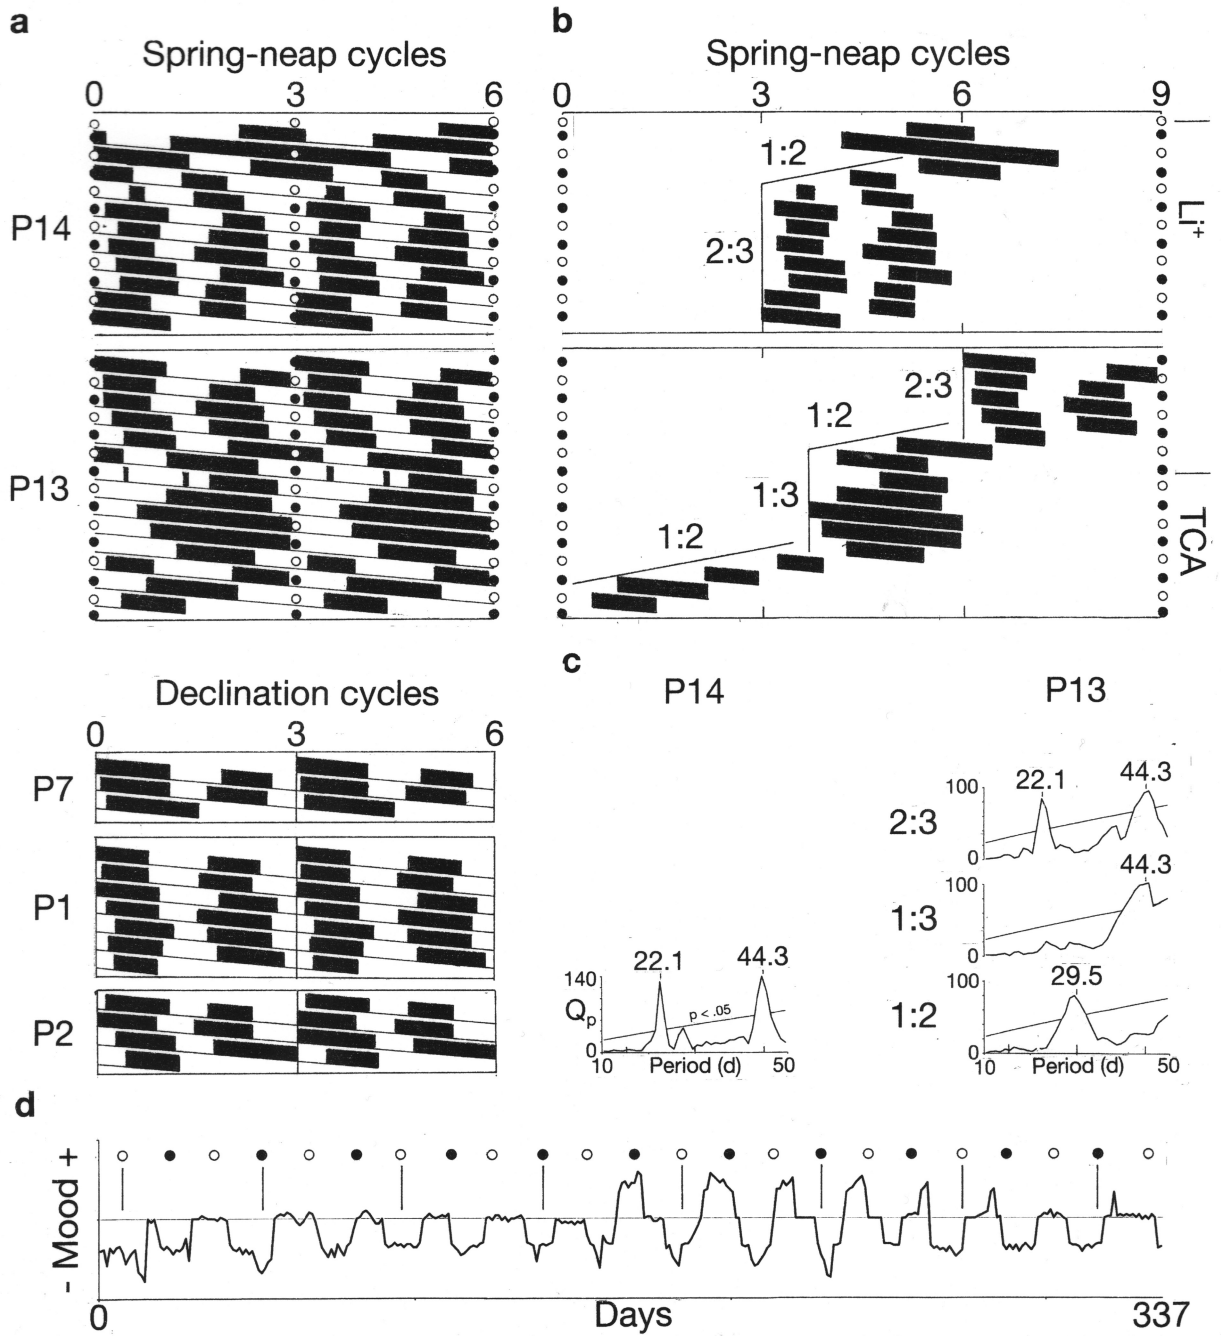 a
Spring-neap cycles
0 3 6
P14
P13
Declination cycles
0 3 6
P7
P1
P2
b
Spring-neap cycles
0 3 6 9
1:2
2:3
Li+
2:3
1:2
1:3
1:2
TCA
c
P14
22.1 44.3
140
Qp
p < .05
0
10 Period (d) 50
P13
22.1 44.3
100
2:3
0
44.3
100
1:3
0
29.5
100
1:2
0
10 Period (d) 50
d
- Mood +
0 Days 337